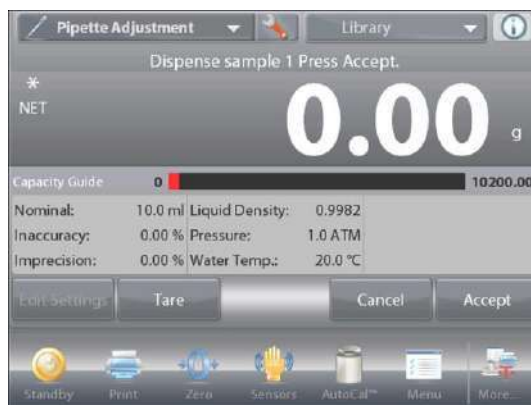 Pipette Adjustment Library
Dispense sample 1 Press Accept.
*
NET
0.00 g
Capacity Guide 0 10200.00
Nominal: 10.0 ml Liquid Density: 0.9982
Inaccuracy: 0.00 % Pressure: 1.0 ATM
Imprecision: 0.00 % Water Temp.: 20.0 °C
Edit Settings Tare Cancel Accept
Standby Print Zero Sensors AutoCal™ Menu More...